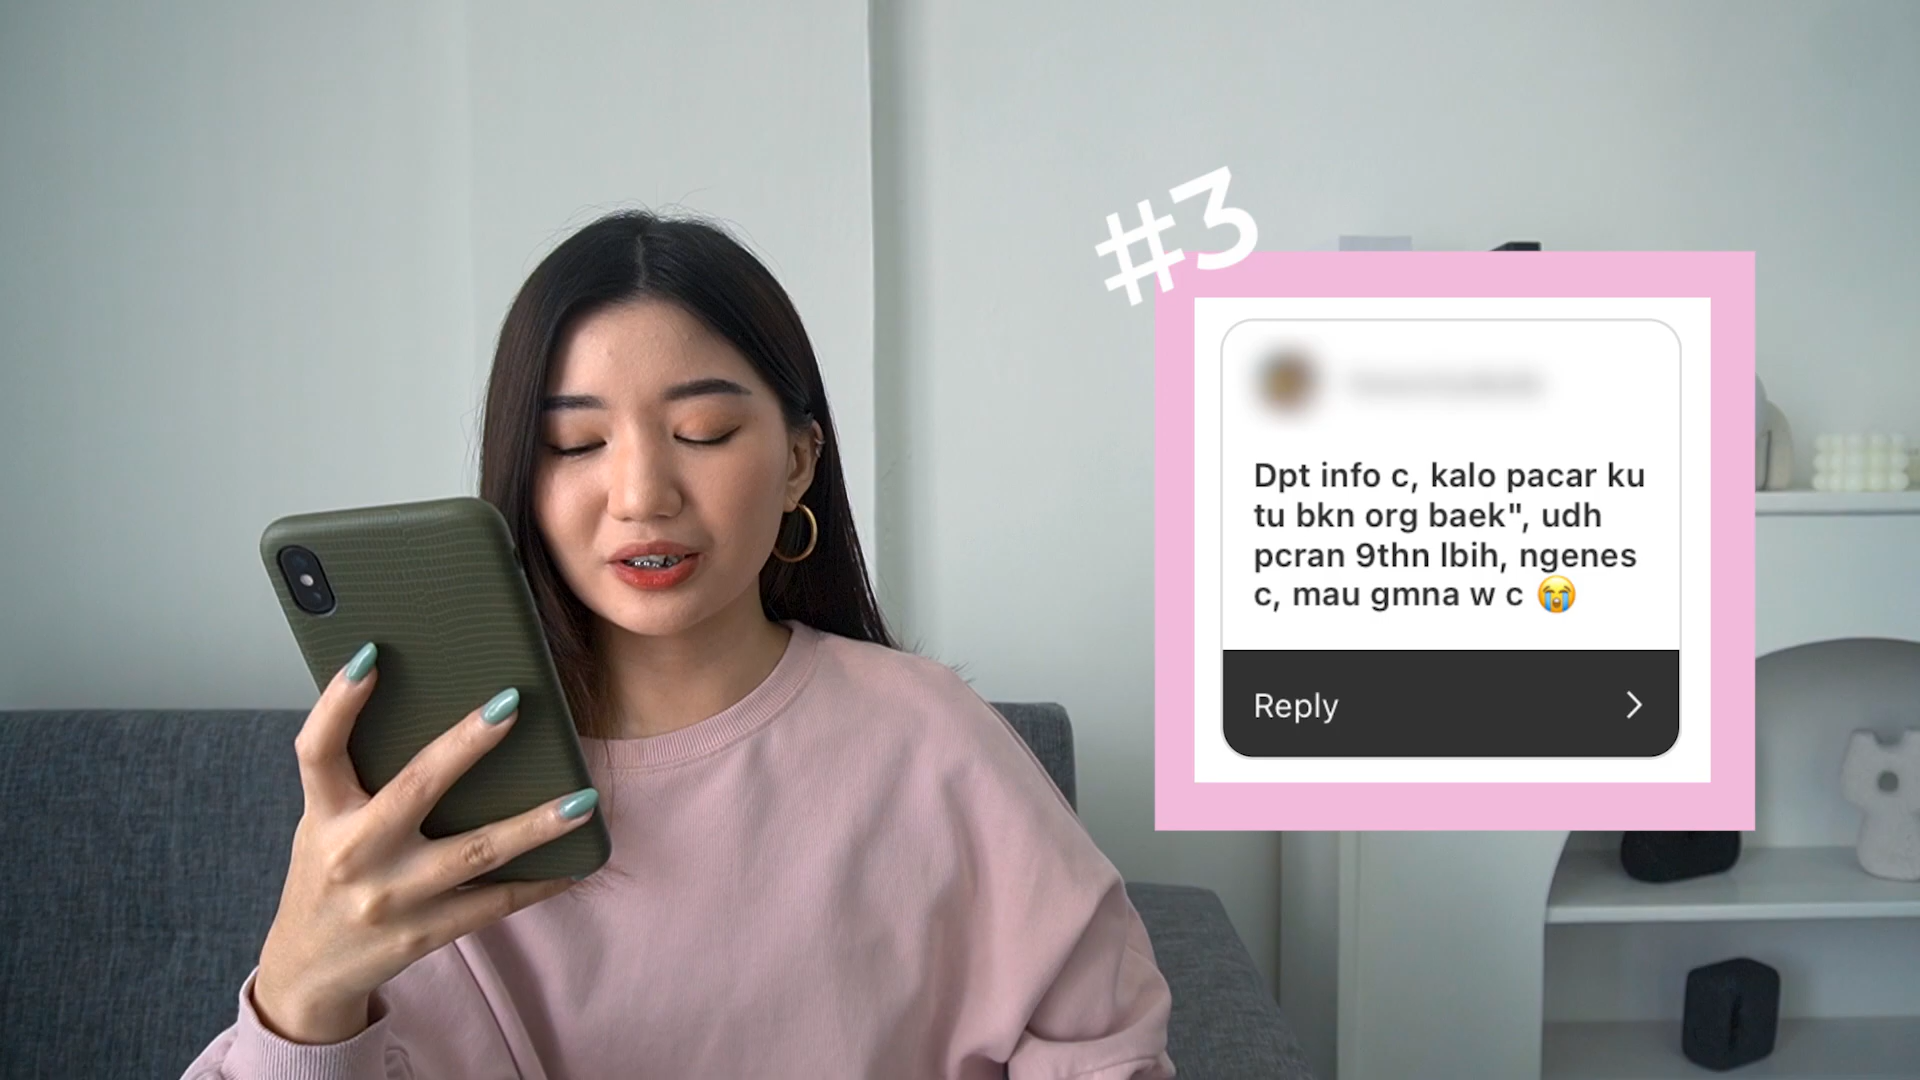 #3
Dpt info c, kalo pacar ku
tu bkn org baek", udh
pcran 9thn lbih, ngenes
c, mau gmna w c 😭
Reply